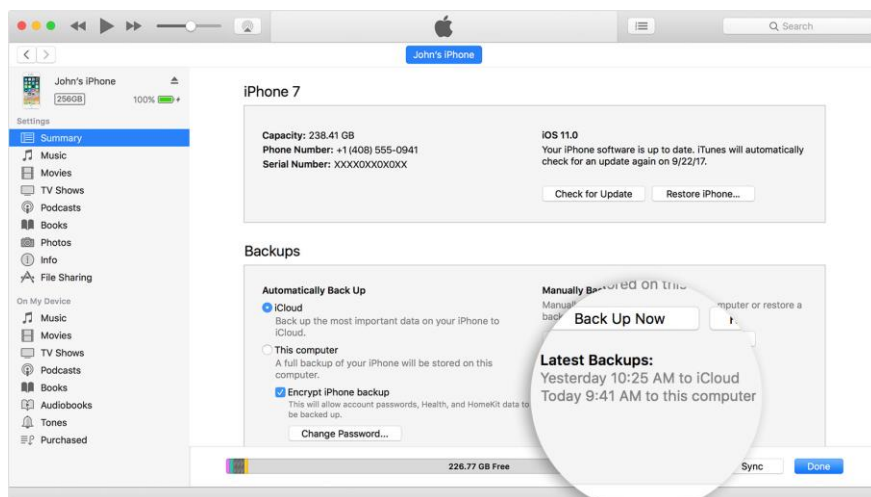 Search
John's iPhone
John's iPhone
256GB
100%
Settings
Summary
Music
Movies
TV Shows
Podcasts
Books
Photos
Info
File Sharing
On My Device
Music
Movies
TV Shows
Podcasts
Books
Audiobooks
Tones
Purchased
iPhone 7
Capacity: 238.41 GB
Phone Number: +1 (408) 555-0941
Serial Number: XXXX0XX0X0XX
iOS 11.0
Your iPhone software is up to date. iTunes will automatically
check for an update again on 9/22/17.
Check for Update
Restore iPhone...
Backups
Automatically Back Up
iCloud
Back up the most important data on your iPhone to
iCloud.
This computer
A full backup of your iPhone will be stored on this
computer.
Encrypt iPhone backup
This will allow account passwords, Health, and HomeKit data to
be backed up.
Change Password...
Manually
or restore a
on this
Back Up Now
Latest Backups:
Yesterday 10:25 AM to iCloud
Today 9:41 AM to this computer
226.77 GB Free
Sync
Done